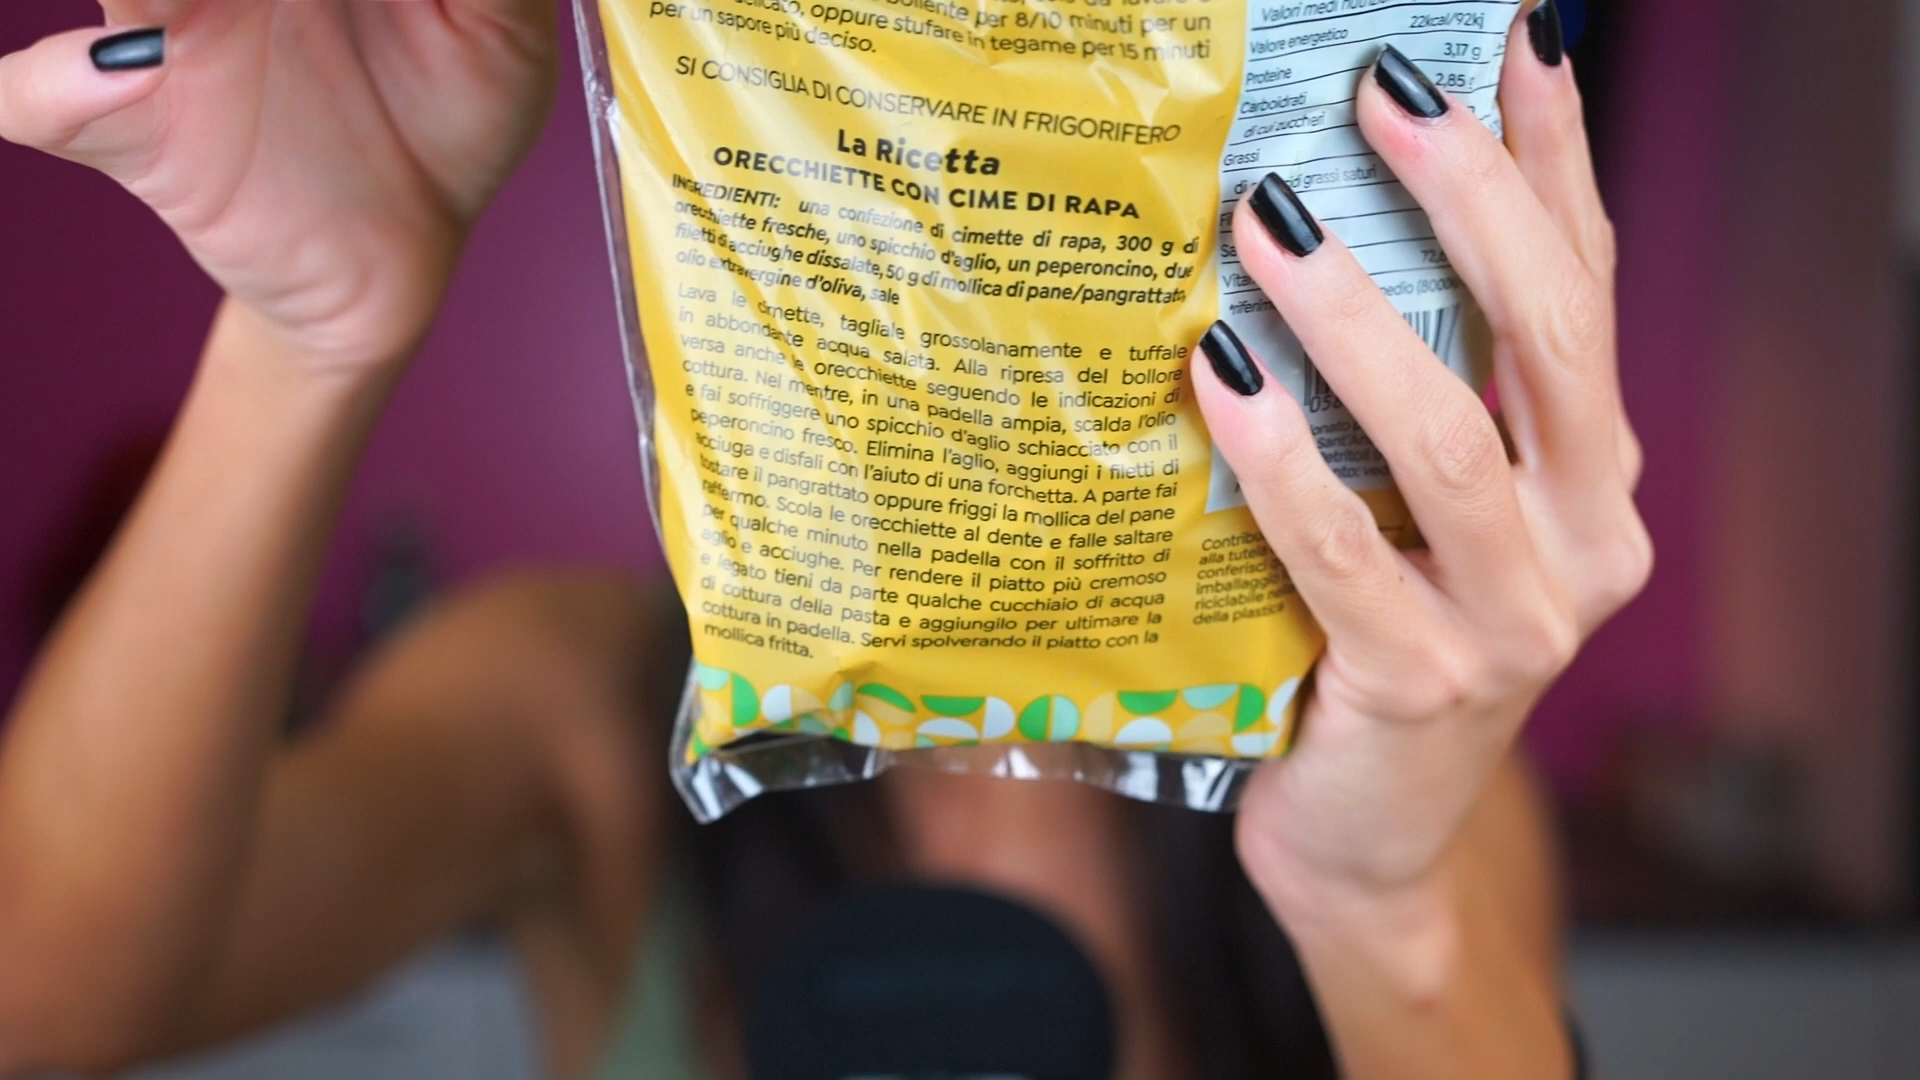 per 8/10 minuti per un
oppure stufare in tegame per 15 minuti
per un sapore più deciso.
SI CONSIGLIA DI CONSERVARE IN FRIGORIFERO
La Ricetta
ORECCHIETTE CON CIME DI RAPA
INGREDIENTI: una confezione di cimette di rapa, 300 g di
orecchiette fresche, uno spicchio d'aglio, un peperoncino, due
filetti di acciughe dissalate, 50 g di mollica di pane/pangrattato,
olio extravergine d'oliva, sale
Lava le cimette, tagliale grossolanamente e tuffale
in abbondante acqua salata. Alla ripresa del bollore
versa anche le orecchiette seguendo le indicazioni di
cottura. Nel mentre, in una padella ampia, scalda l'olio
e fai soffriggere uno spicchio d'aglio schiacciato con il
peperoncino fresco. Elimina l'aglio, aggiungi i filetti di
acciuga e disfali con l'aiuto di una forchetta. A parte fai
tostare il pangrattato oppure friggi la mollica del pane
raffermo. Scola le orecchiette al dente e falle saltare
per qualche minuto nella padella con il soffritto di
aglio e acciughe. Per rendere il piatto più cremoso
e legato tieni da parte qualche cucchiaio di acqua
di cottura della pasta e aggiungilo per ultimare la
cottura in padella. Servi spolverando il piatto con la
mollica fritta.
Valori medi
Valore energetico 22kcal/92kj
Proteine 3,17 g
Carboidrati 2,85 g
di cui zuccheri
Grassi
di grassi saturi
alla tutela
conferisci
imballaggio
riciclabile
della plastica